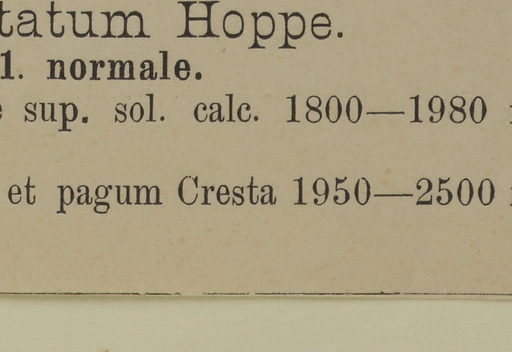 tatum Hoppe.
1. normale.
sup. sol. calc. 1800—1980
et pagum Cresta 1950—2500